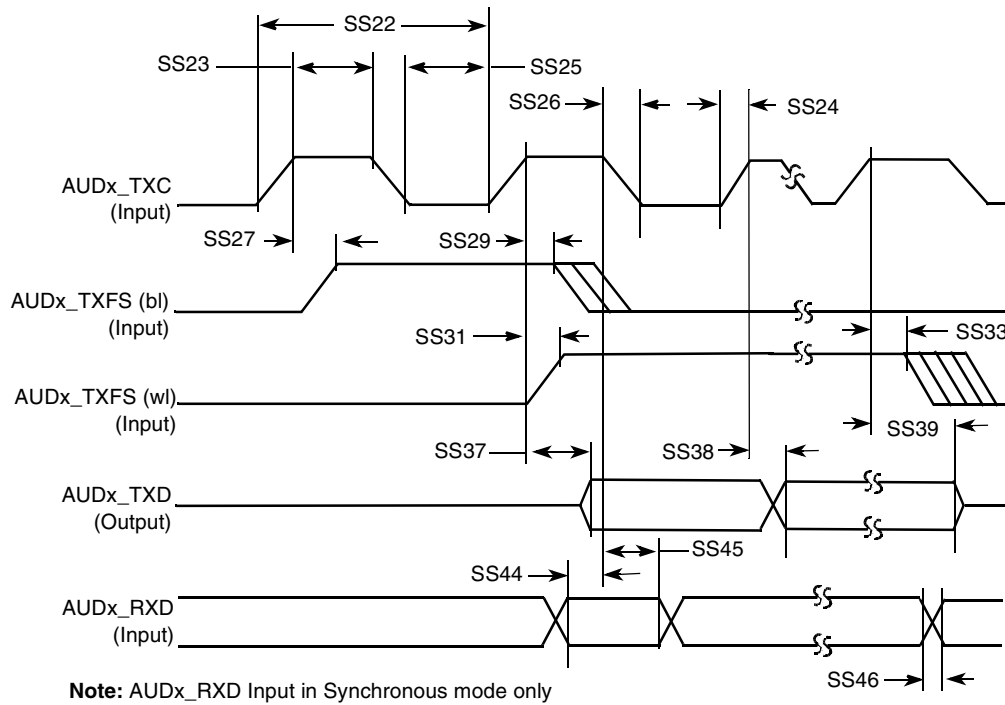 SS22
SS23
SS25
SS26
SS24
AUDx_TXC
(Input)
SS27
SS29
AUDx_TXFS (bl)
(Input)
SS31
SS33
AUDx_TXFS (wl)
(Input)
SS37
SS38
SS39
AUDx_TXD
(Output)
SS44
SS45
AUDx_RXD
(Input)
SS46
Note: AUDx_RXD Input in Synchronous mode only